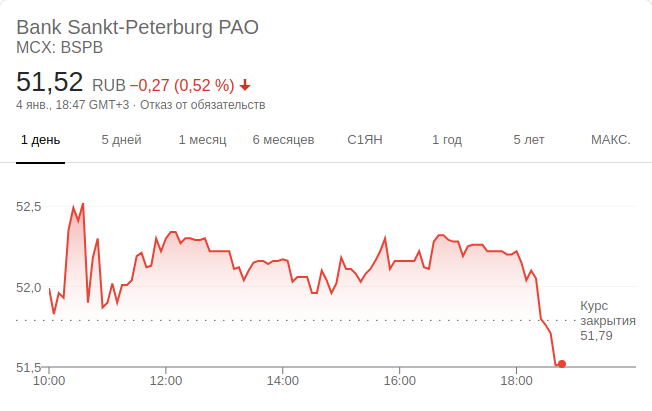 Bank Sankt-Peterburg PAO
MCX: BSPB
51,52 RUB −0,27 (0,52 %)
4 янв., 18:47 GMT+3 · Отказ от обязательств
1 день 5 дней 1 месяц 6 месяцев С1ЯН 1 год 5 лет МАКС.
52,5
52,0
Курс
закрытия
51,79
51,5
10:00 12:00 14:00 16:00 18:00